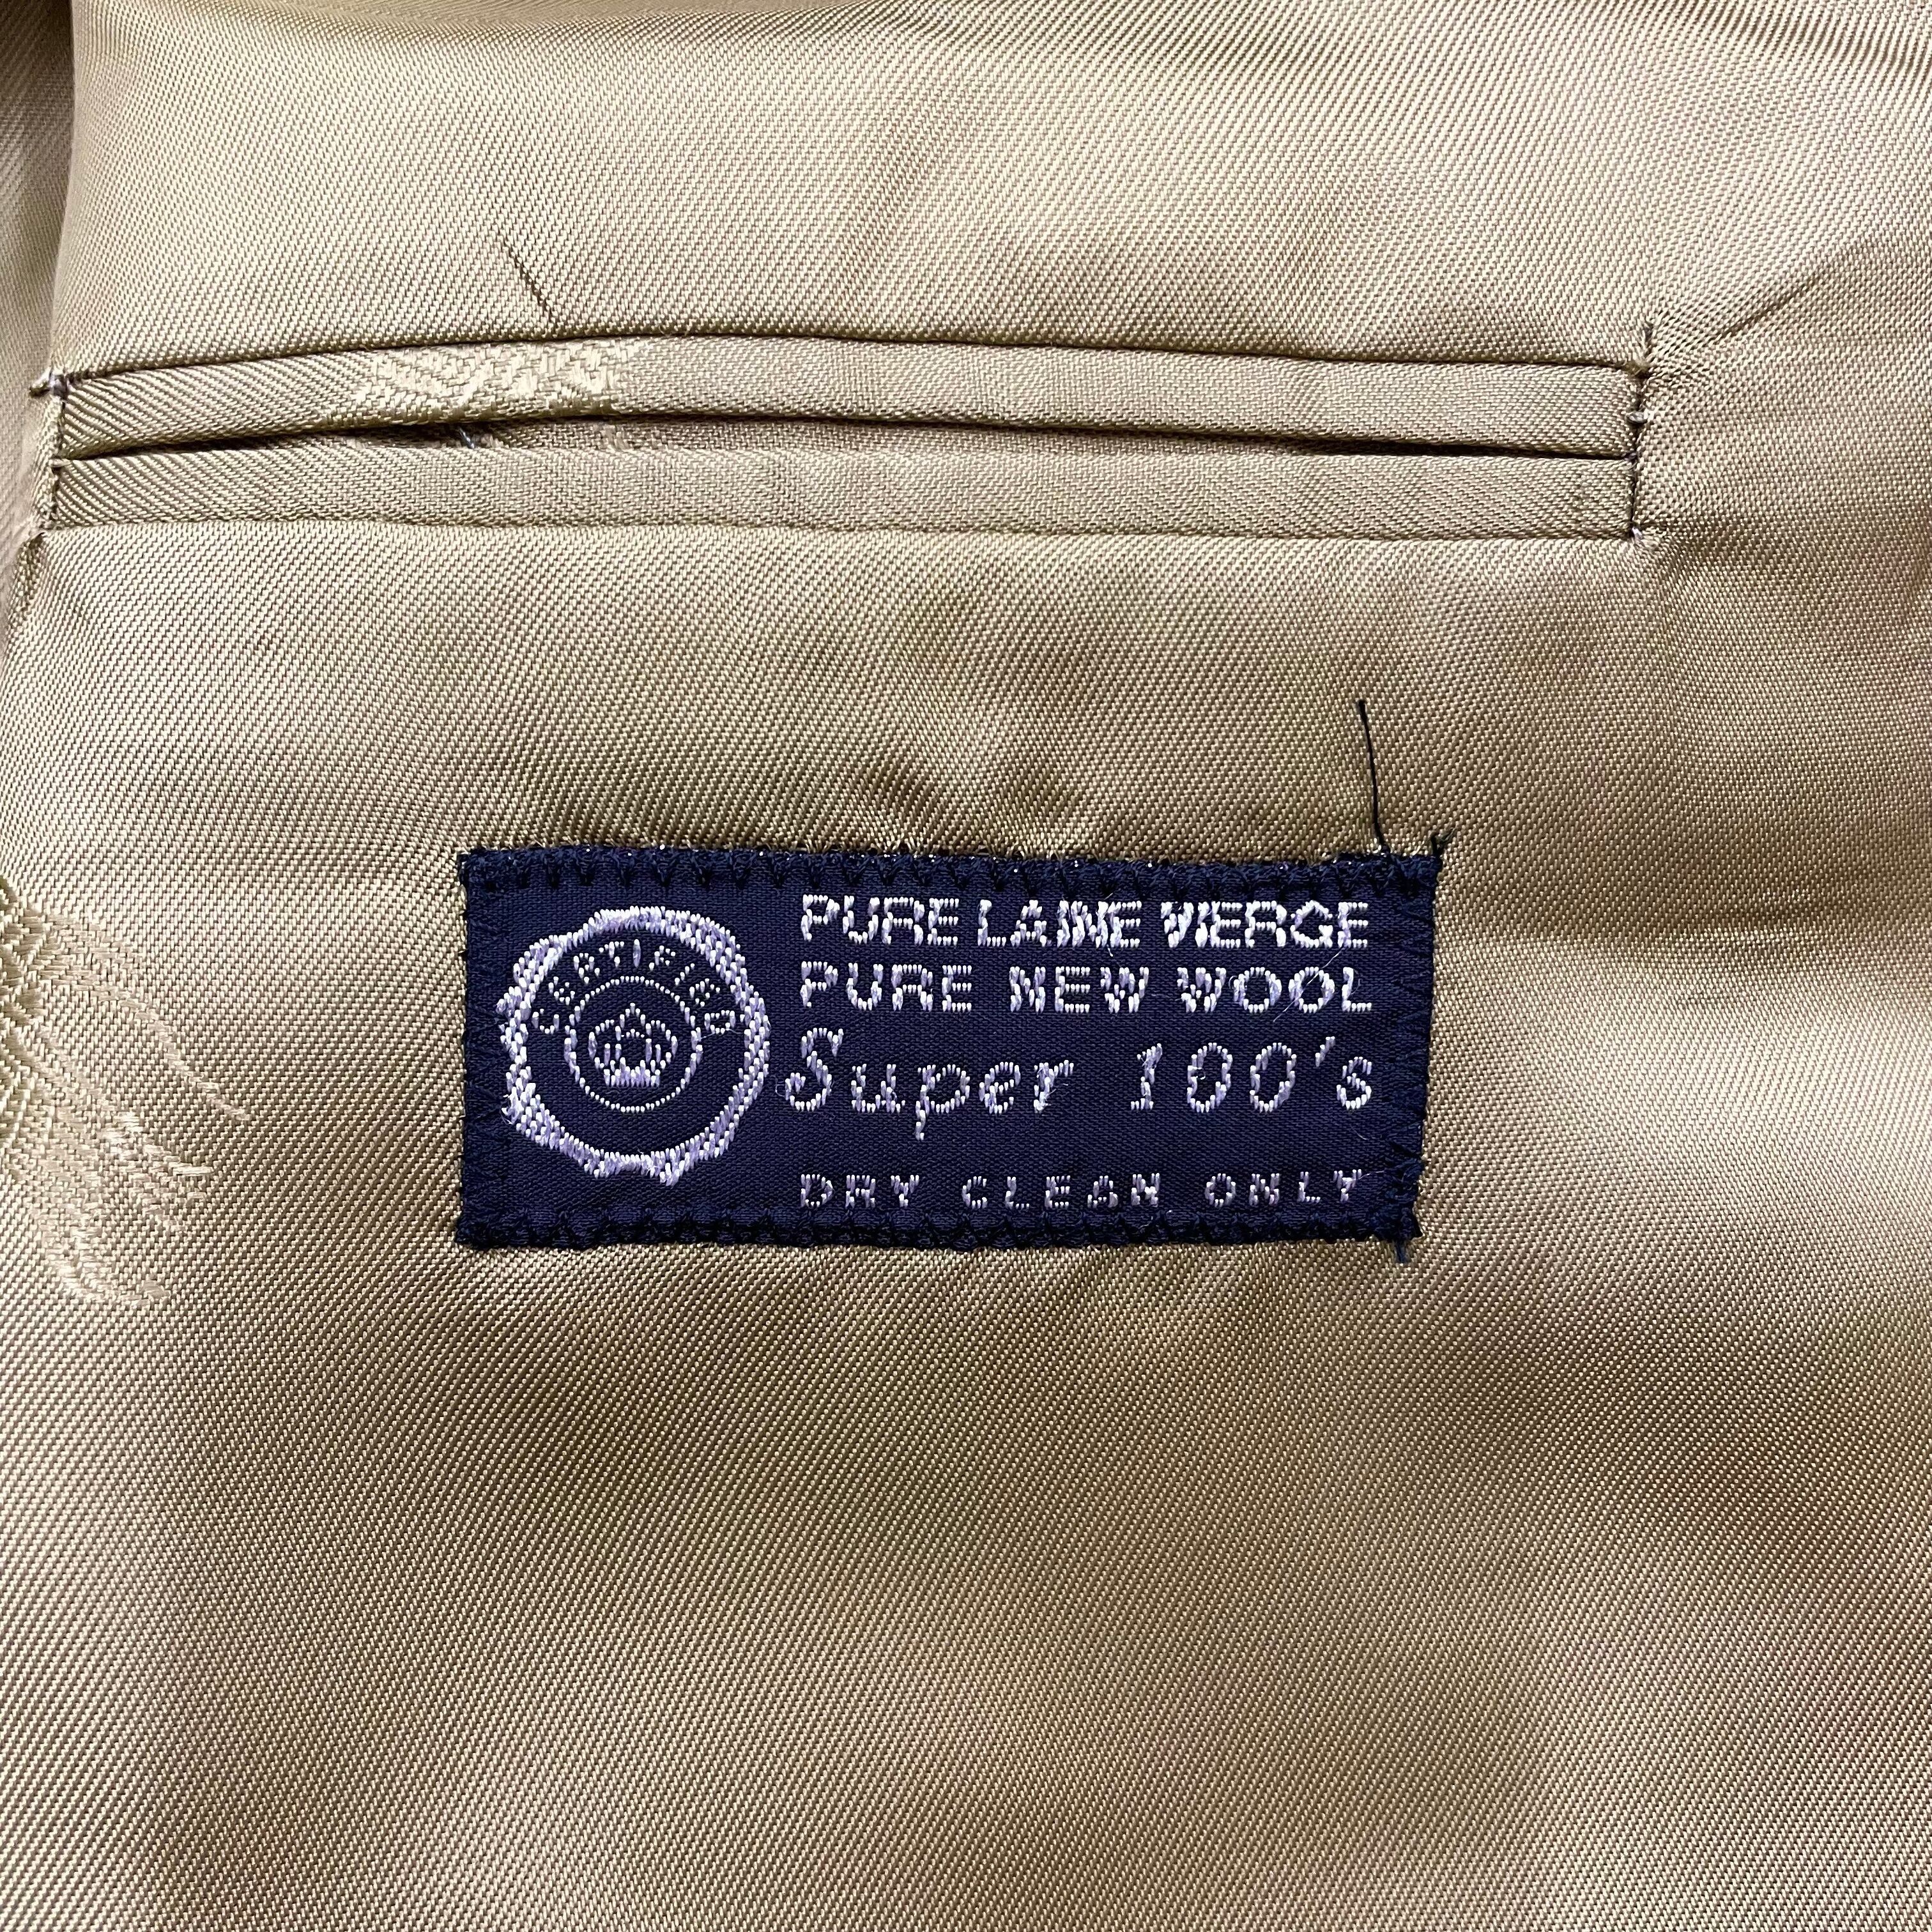 CERTIFIED
PURE LAINE VIERGE
PURE NEW WOOL
Super 100's
DRY CLEAN ONLY